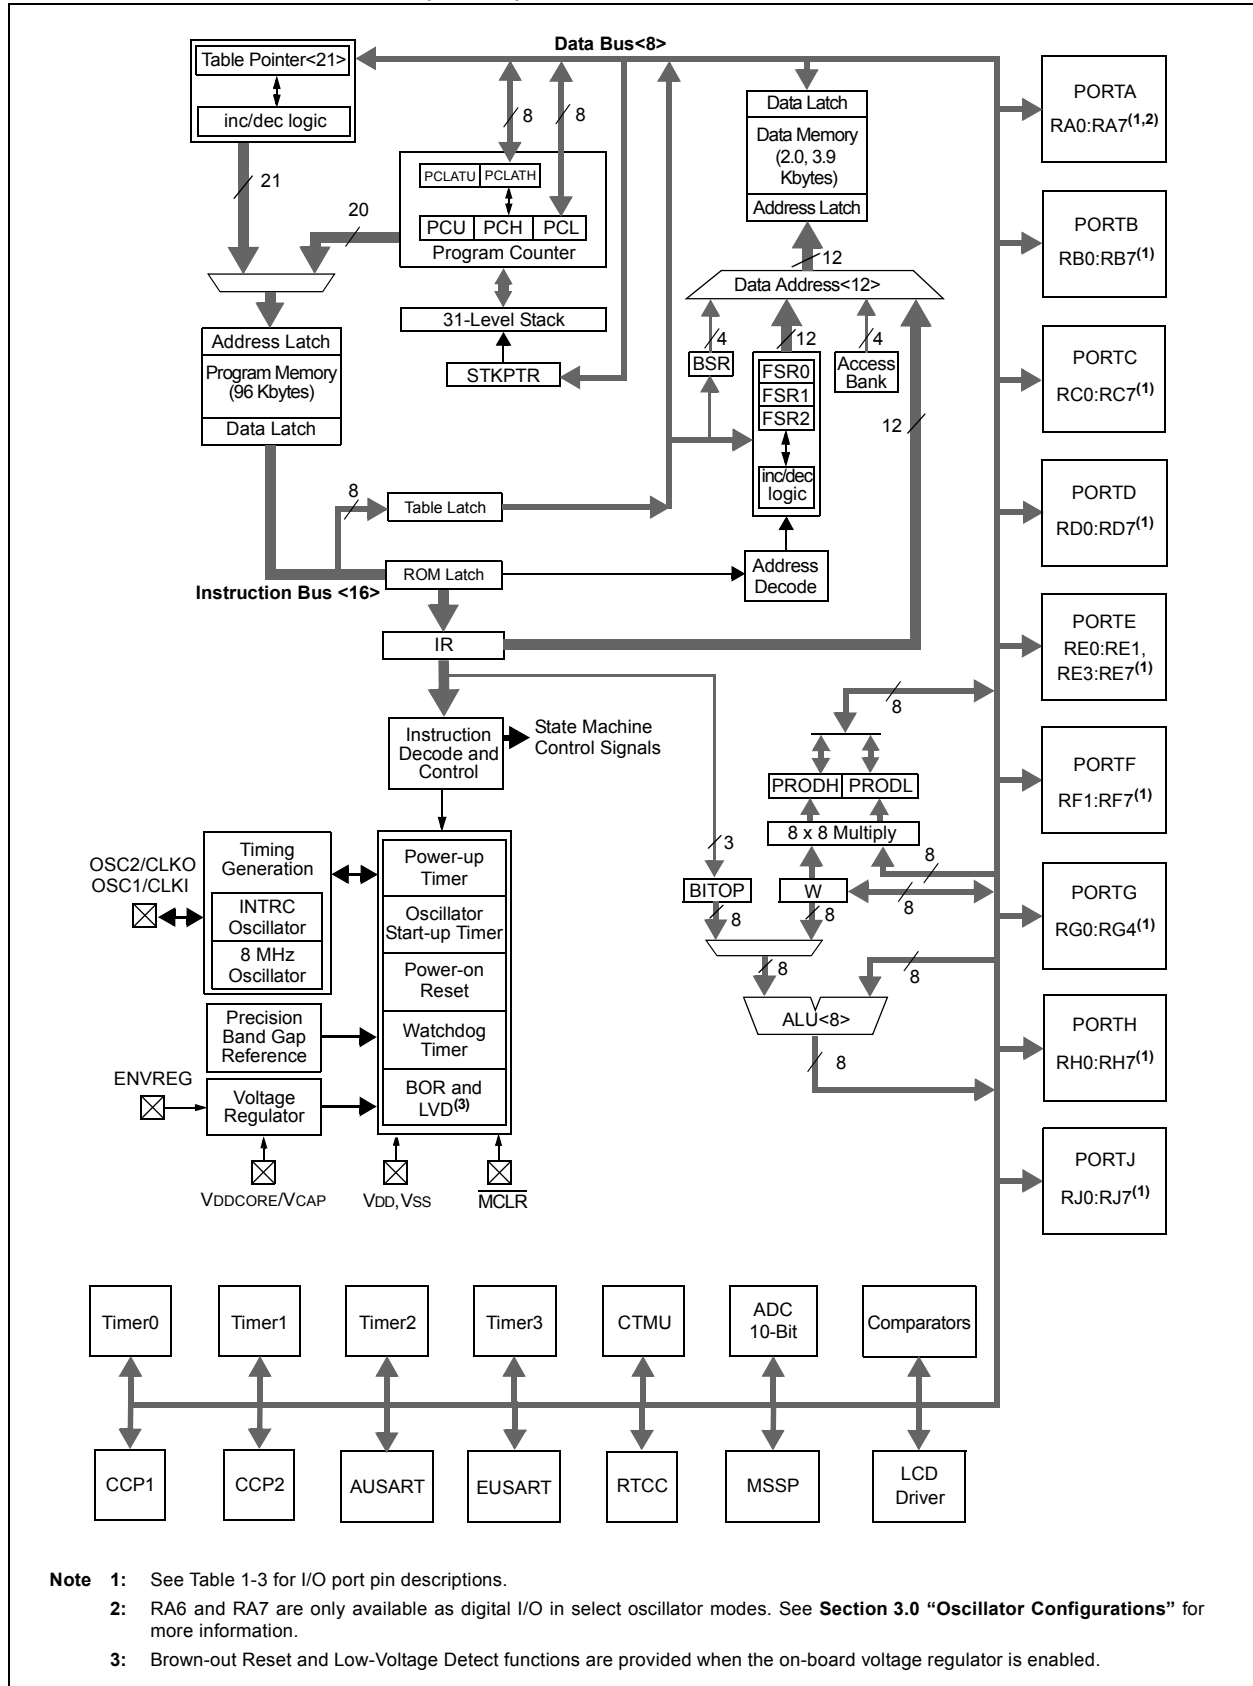 Data Bus<8>
Table Pointer<21>
inc/dec logic
21
20
8
8
PCLATU
PCLATH
PCU
PCH
PCL
Program Counter
31-Level Stack
STKPTR
Address Latch
Program Memory
(96 Kbytes)
Data Latch
8
Table Latch
ROM Latch
Instruction Bus <16>
IR
Data Latch
Data Memory
(2.0, 3.9
Kbytes)
Address Latch
12
Data Address<12>
4
12
4
BSR
FSR0
FSR1
FSR2
inc/dec
logic
Access
Bank
12
Address
Decode
Instruction
Decode and
Control
State Machine
Control Signals
8
PRODH
PRODL
8 x 8 Multiply
3
8
BITOP
W
8
8
8
8
8
ALU<8>
8
OSC2/CLKO
OSC1/CLKI
Timing
Generation
INTRC
Oscillator
8 MHz
Oscillator
Precision
Band Gap
Reference
ENVREG
Voltage
Regulator
Power-up
Timer
Oscillator
Start-up Timer
Power-on
Reset
Watchdog
Timer
BOR and
LVD(3)
VDDCORE/VCAP
VDD, VSS
MCLR
PORTA
RA0:RA7(1,2)
PORTB
RB0:RB7(1)
PORTC
RC0:RC7(1)
PORTD
RD0:RD7(1)
PORTE
RE0:RE1,
RE3:RE7(1)
PORTF
RF1:RF7(1)
PORTG
RG0:RG4(1)
PORTH
RH0:RH7(1)
PORTJ
RJ0:RJ7(1)
Timer0
Timer1
Timer2
Timer3
CTMU
ADC
10-Bit
Comparators
CCP1
CCP2
AUSART
EUSART
RTCC
MSSP
LCD
Driver
Note 1: See Table 1-3 for I/O port pin descriptions.
2: RA6 and RA7 are only available as digital I/O in select oscillator modes. See Section 3.0 “Oscillator Configurations” for
more information.
3: Brown-out Reset and Low-Voltage Detect functions are provided when the on-board voltage regulator is enabled.